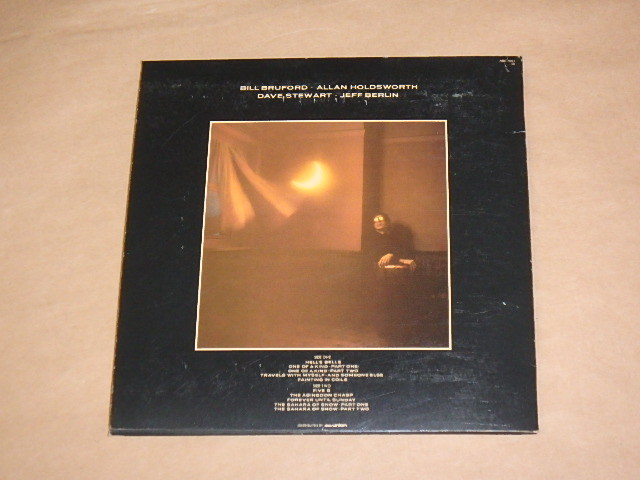 BILL BRUFORD · ALLAN HOLDSWORTH
DAVE STEWART · JEFF BERLIN
SIDE ONE
HELL'S BELLS
ONE OF A KIND · PART ONE
ONE OF A KIND · PART TWO
TRAVELS WITH MYSELF · AND SOMEONE ELSE
FAINTING IN COILS
SIDE TWO
FIVE G
THE ABINGDON CHASP
FOREVER UNTIL SUNDAY
THE SAHARA OF SNOW · PART ONE
THE SAHARA OF SNOW · PART TWO